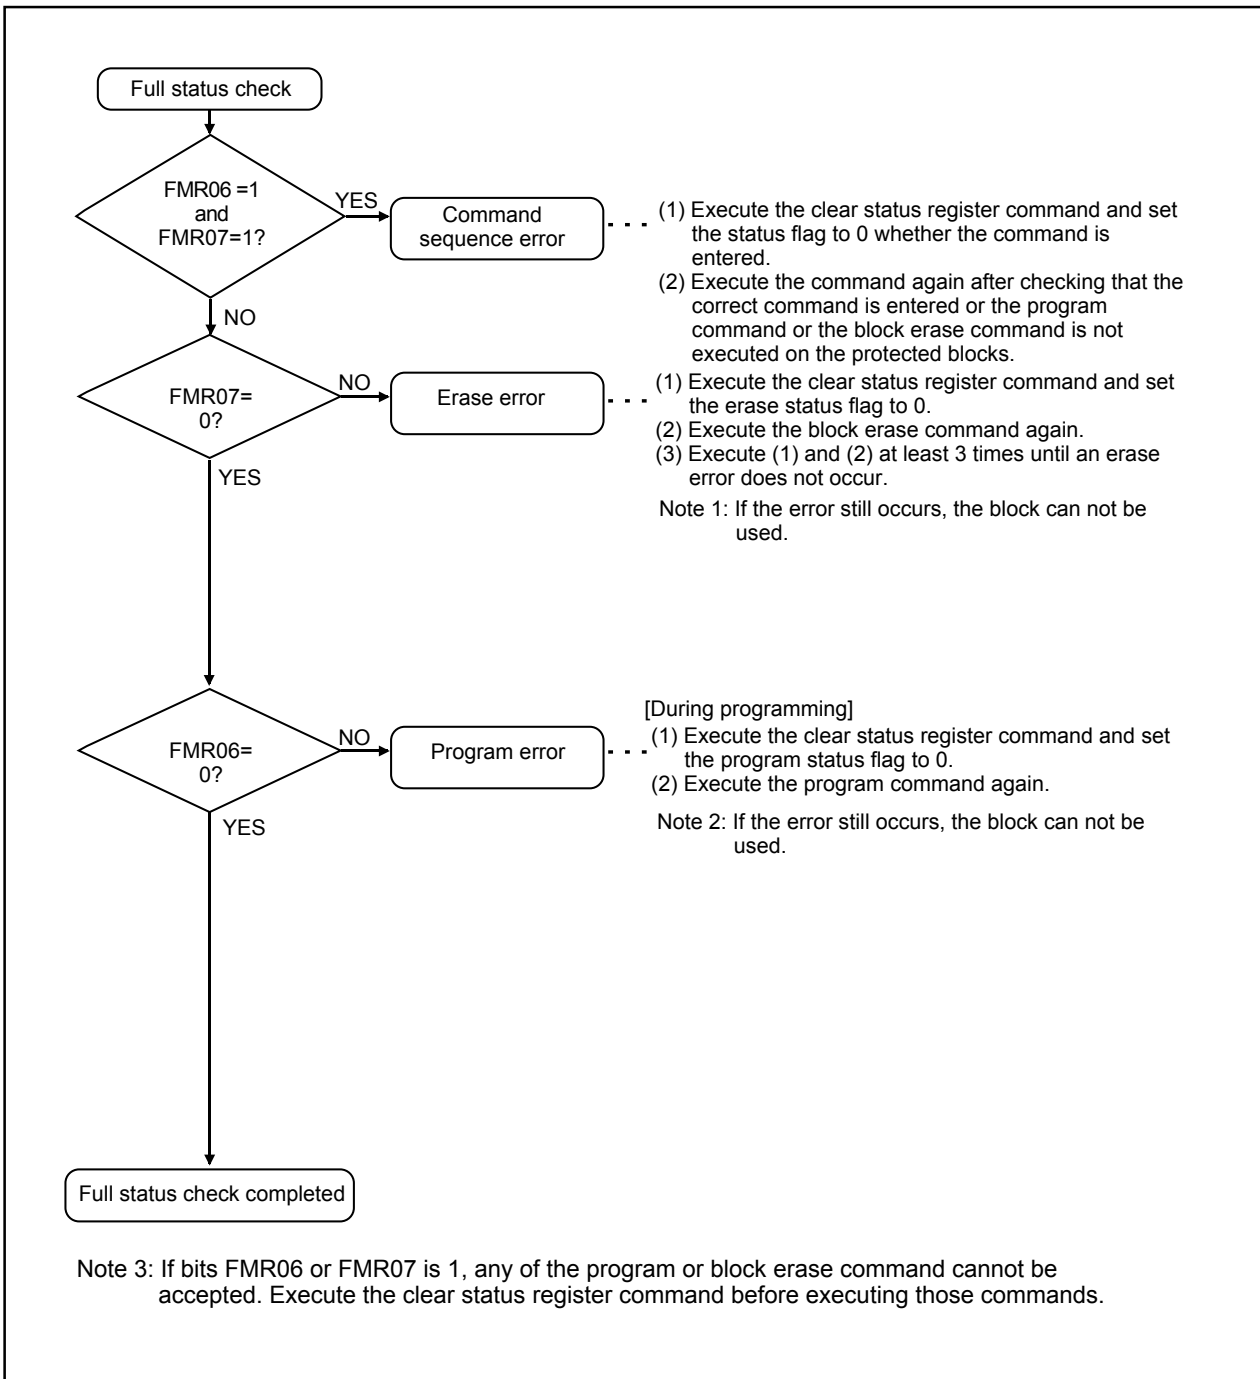 Full status check
FMR06 =1
and
FMR07=1?
YES
Command
sequence error
(1) Execute the clear status register command and set
the status flag to 0 whether the command is
entered.
(2) Execute the command again after checking that the
correct command is entered or the program
command or the block erase command is not
executed on the protected blocks.
NO
FMR07=
0?
NO
Erase error
(1) Execute the clear status register command and set
the erase status flag to 0.
(2) Execute the block erase command again.
(3) Execute (1) and (2) at least 3 times until an erase
error does not occur.
Note 1: If the error still occurs, the block can not be
used.
YES
FMR06=
0?
NO
Program error
[During programming]
(1) Execute the clear status register command and set
the program status flag to 0.
(2) Execute the program command again.
Note 2: If the error still occurs, the block can not be
used.
YES
Full status check completed
Note 3: If bits FMR06 or FMR07 is 1, any of the program or block erase command cannot be
accepted. Execute the clear status register command before executing those commands.